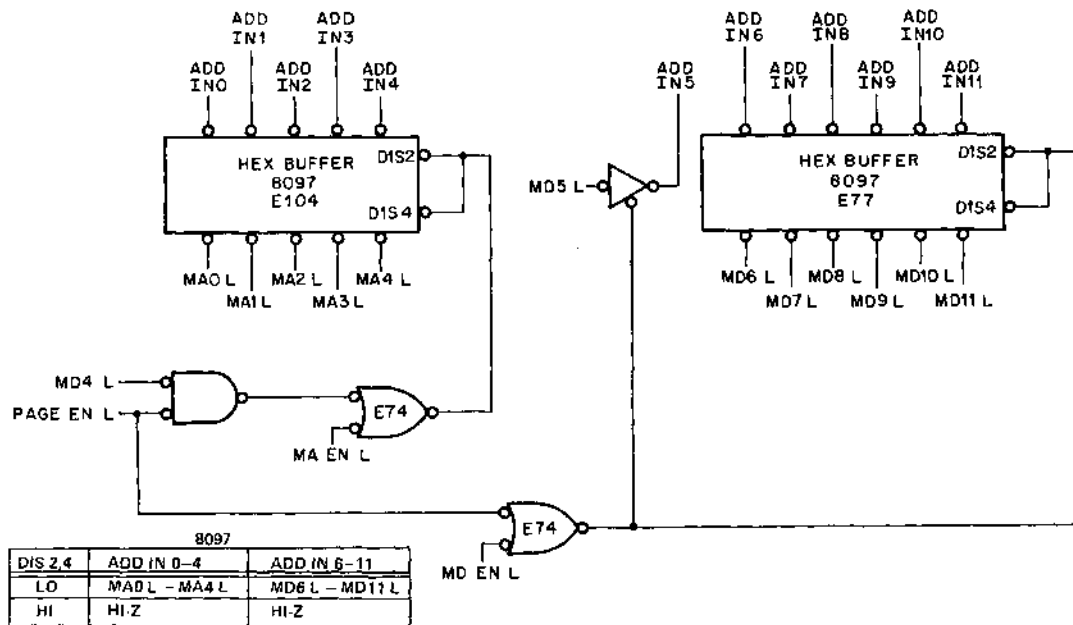 ADD IN0
ADD IN1
ADD IN2
ADD IN3
ADD IN4
HEX BUFFER
8097
E104
DIS2
DIS4
MA0 L
MA1 L
MA2 L
MA3 L
MA4 L
ADD IN5
MD5 L
ADD IN6
ADD IN7
ADD IN8
ADD IN9
ADD IN10
ADD IN11
HEX BUFFER
8097
E77
DIS2
DIS4
MD6 L
MD7 L
MD8 L
MD9 L
MD10 L
MD11 L
MD4 L
PAGE EN L
E74
MA EN L
E74
MD EN L
8097
DIS 2,4 ADD IN 0-4 ADD IN 6-11
LO MA0 L - MA4 L MD6 L - MD11 L
HI HI-Z HI-Z